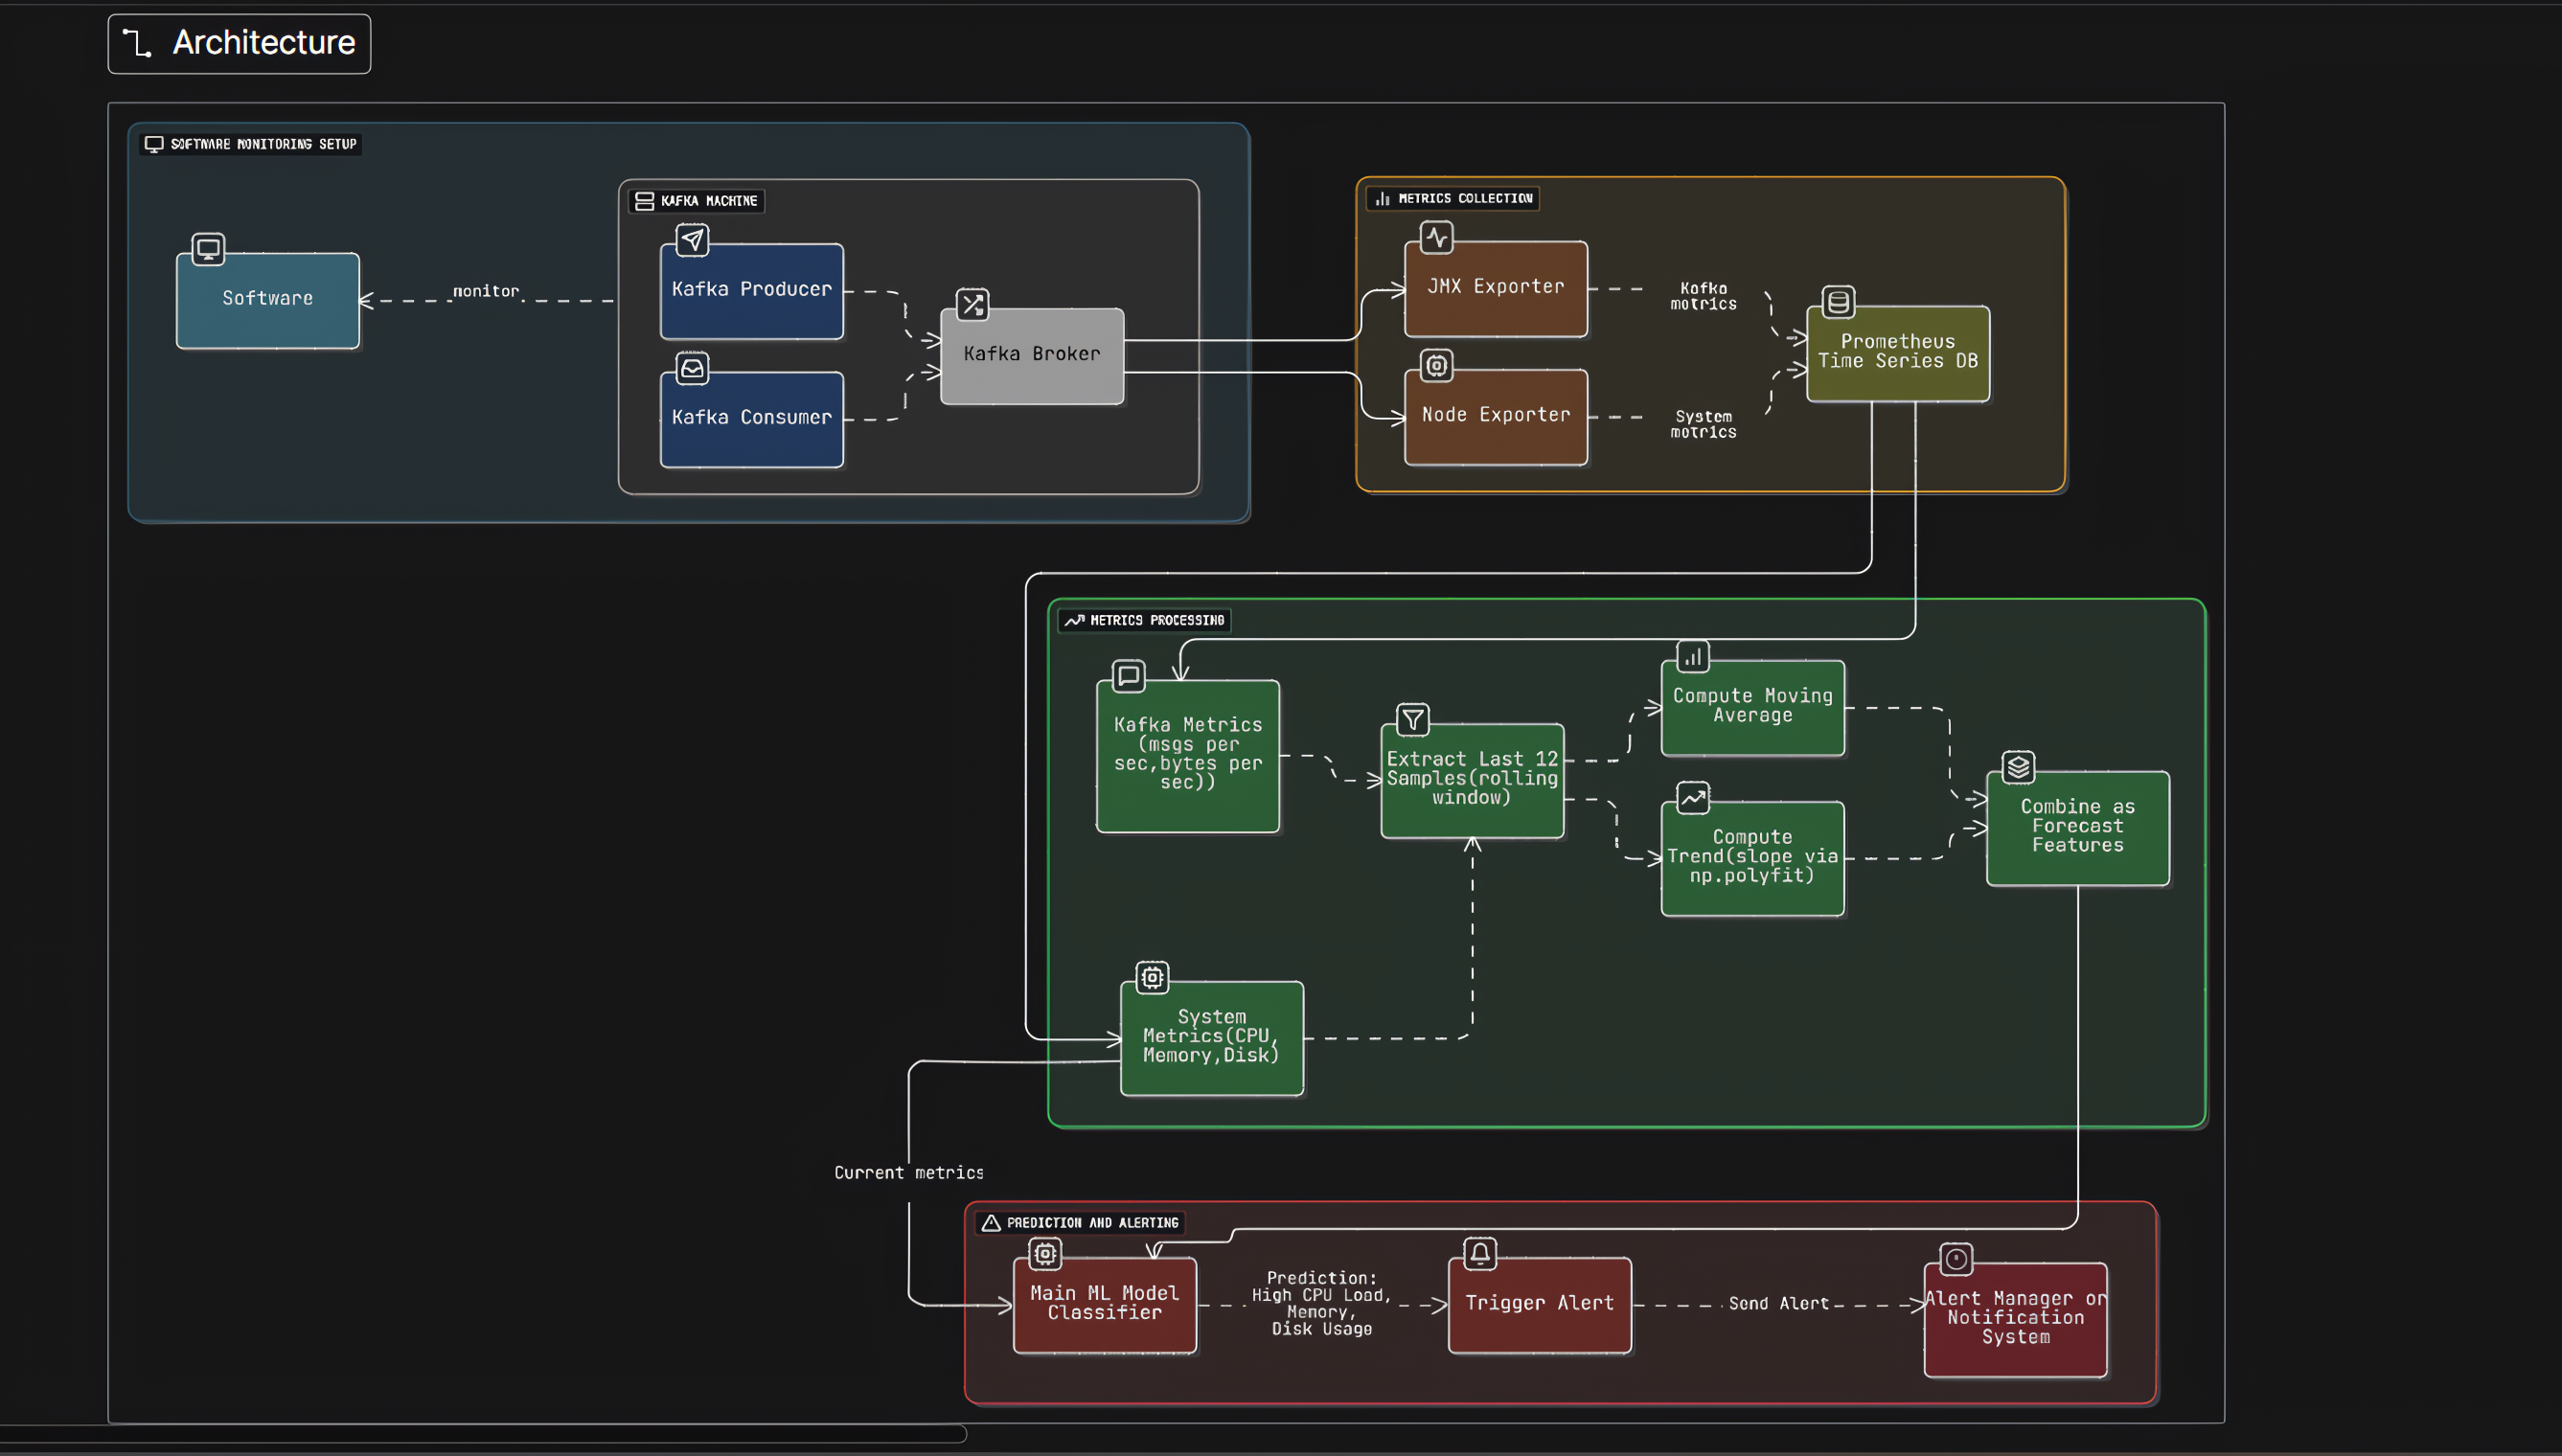 Architecture
SOFTWARE MONITORING SETUP
KAFKA MACHINE
Software
monitor
Kafka Producer
Kafka Consumer
Kafka Broker
METRICS COLLECTION
JMX Exporter
Node Exporter
Kafka
metrics
System
metrics
Prometheus
Time Series DB
METRICS PROCESSING
Kafka Metrics
(msgs per
sec,bytes per
sec))
Extract Last 12
Samples(rolling
window)
Compute Moving
Average
Compute
Trend(slope via
np.polyfit)
Combine as
Forecast
Features
System
Metrics(CPU,
Memory,Disk)
Current metrics
PREDICTION AND ALERTING
Main ML Model
Classifier
Prediction:
High CPU Load,
Memory,
Disk Usage
Trigger Alert
Send Alert
Alert Manager or
Notification
System